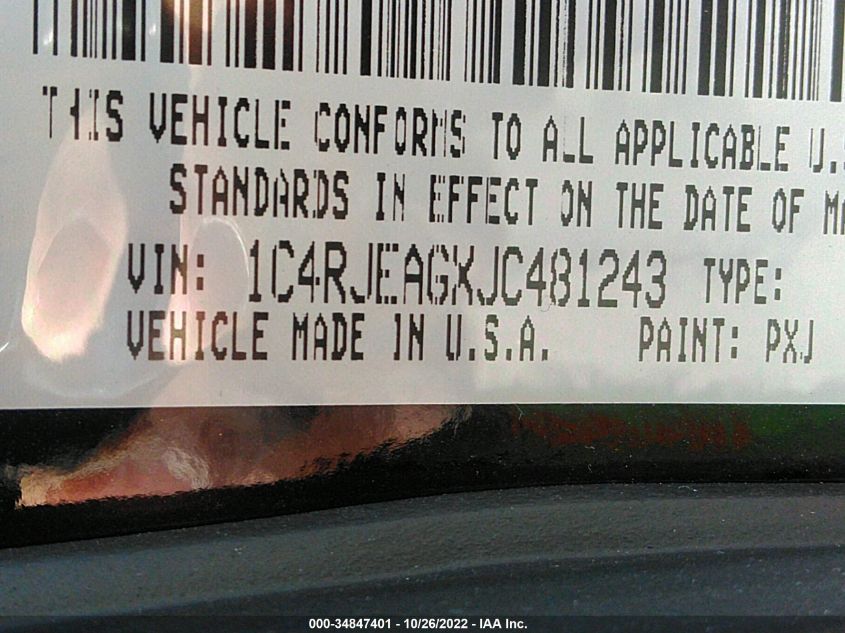 THIS VEHICLE CONFORMS TO ALL APPLICABLE U.S
STANDARDS IN EFFECT ON THE DATE OF MA
VIN: 1C4RJEAGXJC481243 TYPE:
VEHICLE MADE IN U.S.A. PAINT: PXJ
000-34847401 - 10/26/2022 - IAA Inc.